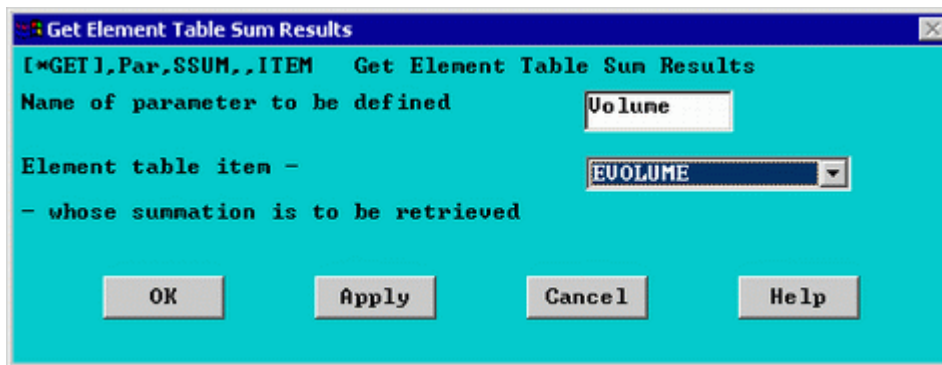 Get Element Table Sum Results
[*GET],Par,SSUM,,ITEM Get Element Table Sum Results
Name of parameter to be defined Volume
Element table item - EVOLUME
- whose summation is to be retrieved
OK Apply Cancel Help